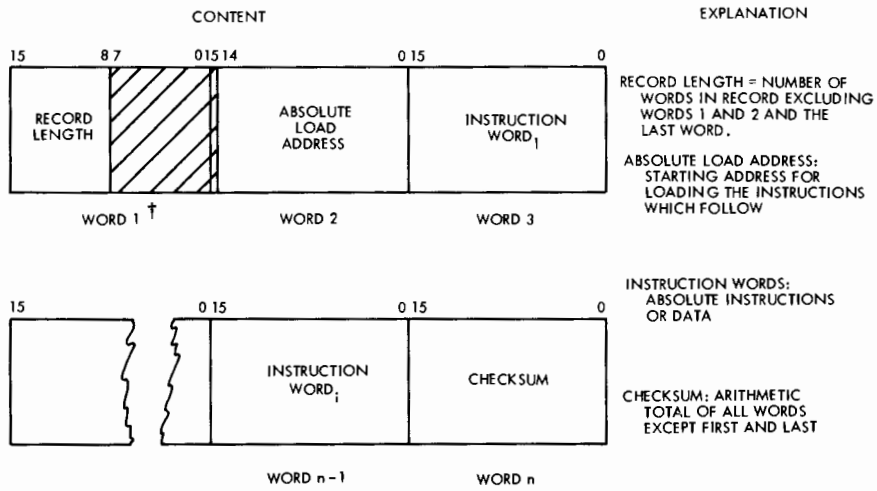 CONTENT
EXPLANATION
15 8 7 0 15 14 0 15 0
RECORD
LENGTH
ABSOLUTE
LOAD
ADDRESS
INSTRUCTION
WORD1
WORD 1 †
WORD 2
WORD 3
RECORD LENGTH = NUMBER OF
WORDS IN RECORD EXCLUDING
WORDS 1 AND 2 AND THE
LAST WORD.
ABSOLUTE LOAD ADDRESS:
STARTING ADDRESS FOR
LOADING THE INSTRUCTIONS
WHICH FOLLOW
15 0 15 0 15 0
INSTRUCTION
WORDi
CHECKSUM
WORD n-1
WORD n
INSTRUCTION WORDS:
ABSOLUTE INSTRUCTIONS
OR DATA
CHECKSUM: ARITHMETIC
TOTAL OF ALL WORDS
EXCEPT FIRST AND LAST